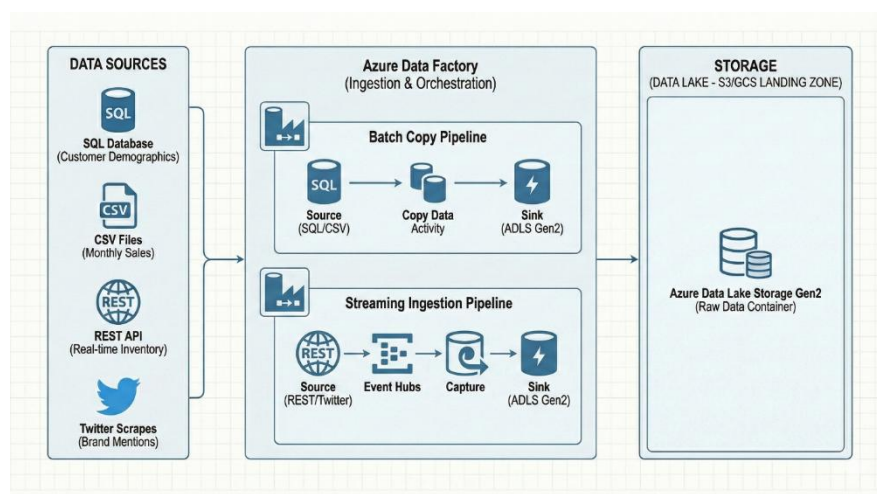 DATA SOURCES
SQL
SQL Database
(Customer Demographics)
CSV
CSV Files
(Monthly Sales)
REST
REST API
(Real-time Inventory)
Twitter Scrapes
(Brand Mentions)
Azure Data Factory
(Ingestion & Orchestration)
Batch Copy Pipeline
SQL
Source
(SQL/CSV)
Copy Data
Activity
Sink
(ADLS Gen2)
Streaming Ingestion Pipeline
REST
Source
(REST/Twitter)
Event Hubs
Capture
Sink
(ADLS Gen2)
STORAGE
(DATA LAKE - S3/GCS LANDING ZONE)
Azure Data Lake Storage Gen2
(Raw Data Container)